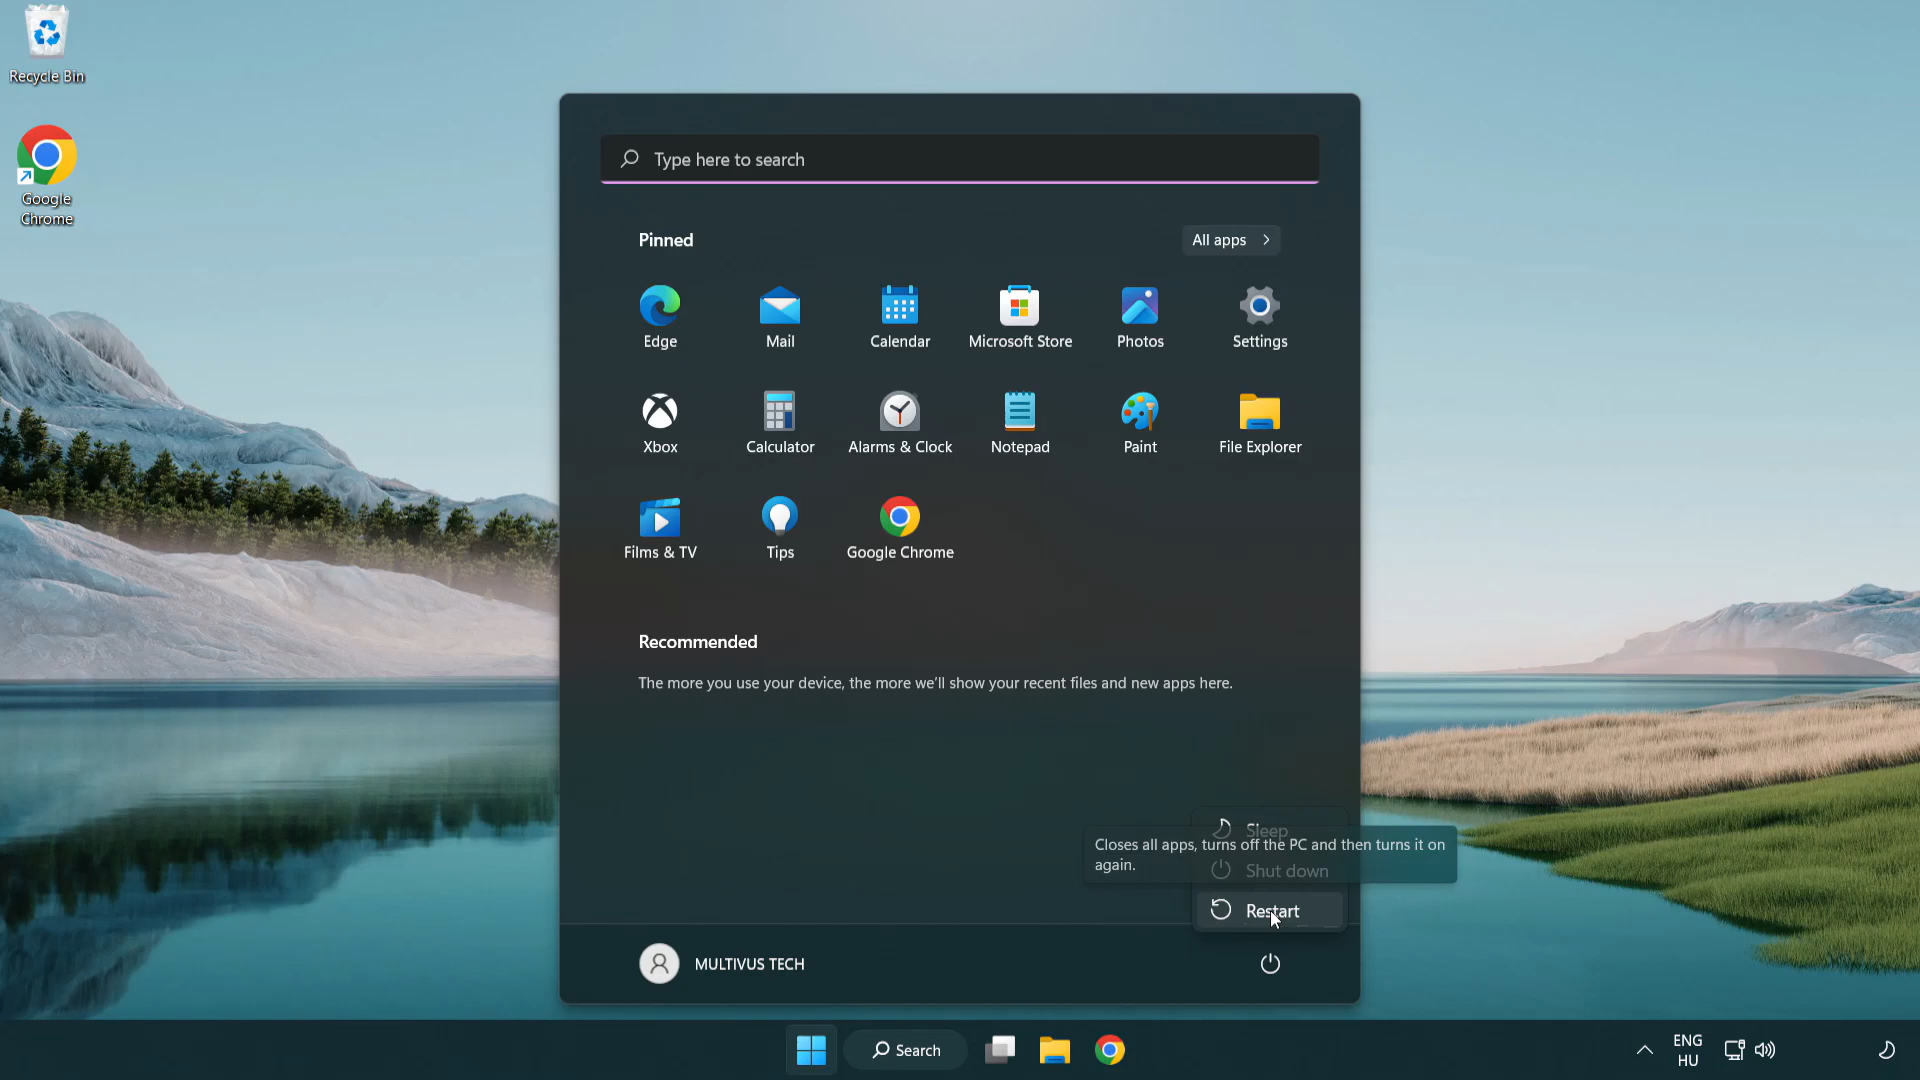 Recycle Bin
Google
Chrome
Type here to search
Pinned
All apps
Edge
Mail
Calendar
Microsoft Store
Photos
Settings
Xbox
Calculator
Alarms & Clock
Notepad
Paint
File Explorer
Films & TV
Tips
Google Chrome
Recommended
The more you use your device, the more we'll show your recent files and new apps here.
Sleep
Closes all apps, turns off the PC and then turns it on
again.
Shut down
Restart
MULTIVUS TECH
Search
ENG
HU